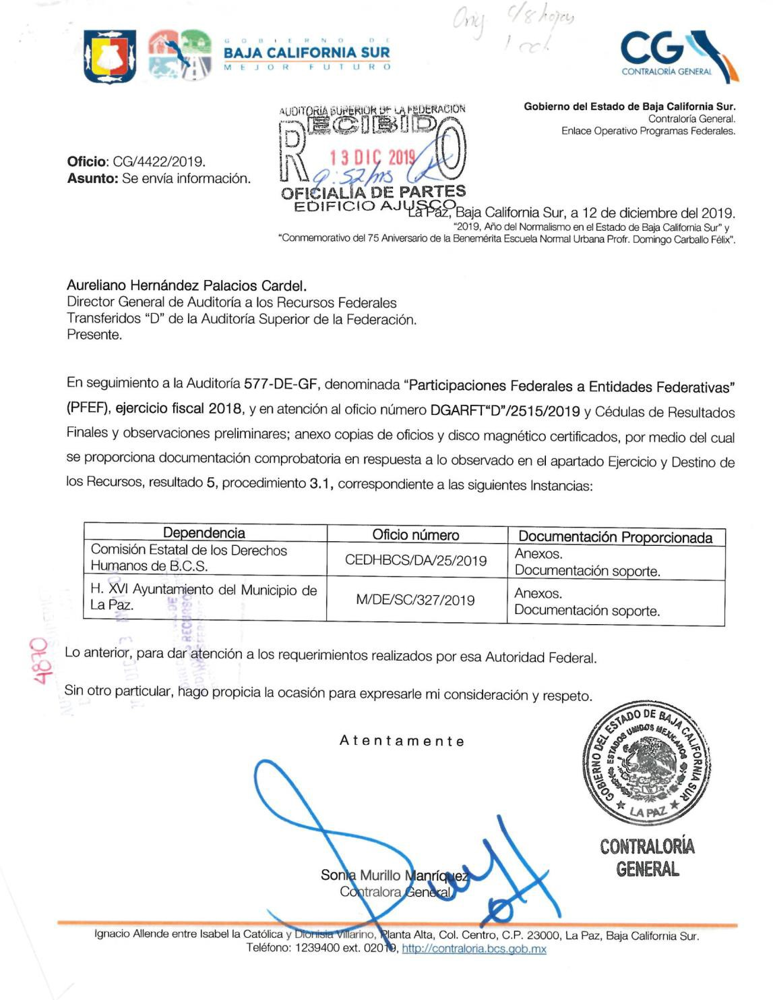 Orig. c/8 hojas
GOBIERNO DE
BAJA CALIFORNIA SUR
MEJOR FUTURO
CG
CONTRALORÍA GENERAL
Gobierno del Estado de Baja California Sur.
Contraloría General.
Enlace Operativo Programas Federales.
AUDITORIA SUPERIOR DE LA FEDERACION
RECIBIDO
13 DIC 2019
9:52 hrs
OFICIALIA DE PARTES
EDIFICIO AJUSCO
Oficio: CG/4422/2019.
Asunto: Se envía información.
La Paz, Baja California Sur, a 12 de diciembre del 2019.
“2019, Año del Normalismo en el Estado de Baja California Sur” y
“Conmemorativo del 75 Aniversario de la Benemérita Escuela Normal Urbana Profr. Domingo Carballo Félix”.
Aureliano Hernández Palacios Cardel.
Director General de Auditoría a los Recursos Federales
Transferidos “D” de la Auditoría Superior de la Federación.
Presente.
En seguimiento a la Auditoría 577-DE-GF, denominada “Participaciones Federales a Entidades Federativas”
(PFEF), ejercicio fiscal 2018, y en atención al oficio número DGARFT“D”/2515/2019 y Cédulas de Resultados
Finales y observaciones preliminares; anexo copias de oficios y disco magnético certificados, por medio del cual
se proporciona documentación comprobatoria en respuesta a lo observado en el apartado Ejercicio y Destino de
los Recursos, resultado 5, procedimiento 3.1, correspondiente a las siguientes Instancias:
Dependencia Oficio número Documentación Proporcionada
Comisión Estatal de los Derechos
Humanos de B.C.S. CEDHBCS/DA/25/2019 Anexos.
Documentación soporte.
H. XVI Ayuntamiento del Municipio de
La Paz. M/DE/SC/327/2019 Anexos.
Documentación soporte.
4870
Lo anterior, para dar atención a los requerimientos realizados por esa Autoridad Federal.
Sin otro particular, hago propicia la ocasión para expresarle mi consideración y respeto.
Atentamente
GOBIERNO DEL ESTADO DE BAJA CALIFORNIA SUR
ESTADOS UNIDOS MEXICANOS
LA PAZ
CONTRALORÍA
GENERAL
Sonia Murillo Manríquez
Contralora General
Ignacio Allende entre Isabel la Católica y Dionisia Villarino, Planta Alta, Col. Centro, C.P. 23000, La Paz, Baja California Sur.
Teléfono: 1239400 ext. 02019, http://contraloria.bcs.gob.mx